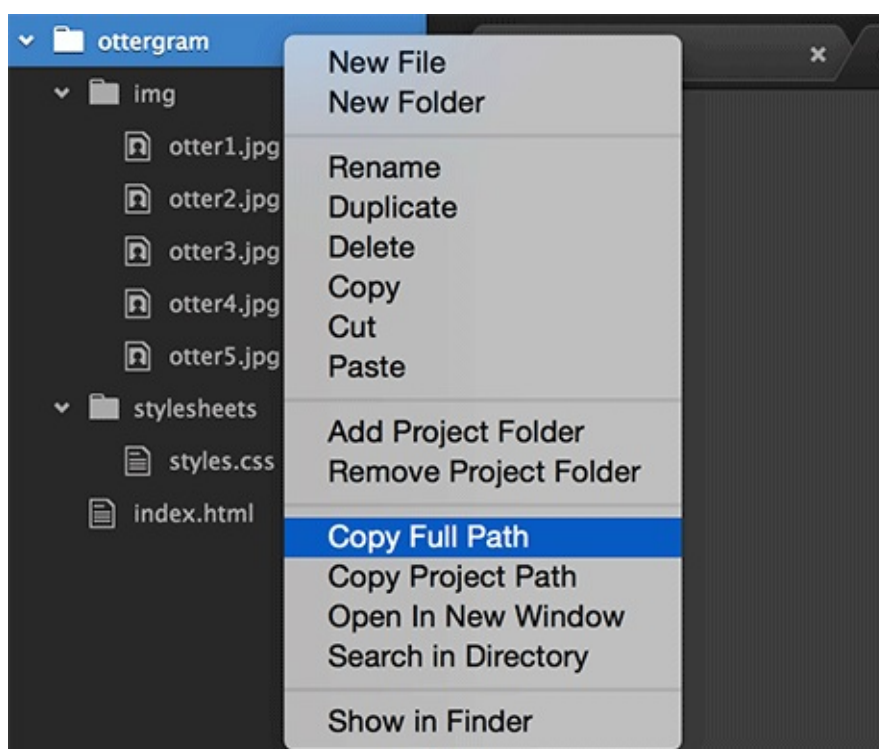 ottergram
img
otter1.jpg
otter2.jpg
otter3.jpg
otter4.jpg
otter5.jpg
stylesheets
styles.css
index.html
New File
New Folder
Rename
Duplicate
Delete
Copy
Cut
Paste
Add Project Folder
Remove Project Folder
Copy Full Path
Copy Project Path
Open In New Window
Search in Directory
Show in Finder